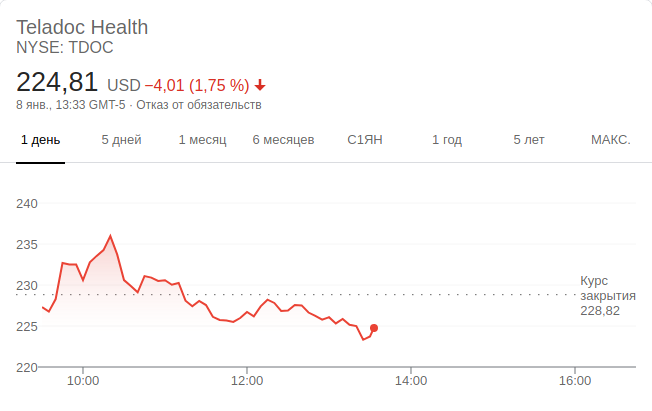 Teladoc Health
NYSE: TDOC
224,81 USD −4,01 (1,75 %)
8 янв., 13:33 GMT-5 · Отказ от обязательств
1 день 5 дней 1 месяц 6 месяцев С1ЯН 1 год 5 лет МАКС.
240
235
230
Курс
закрытия
228,82
225
220
10:00 12:00 14:00 16:00